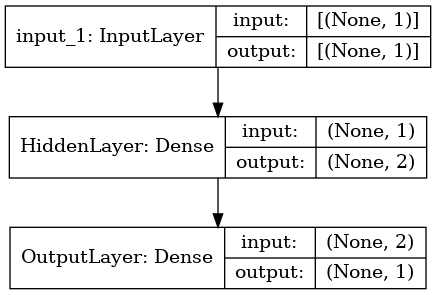 input_1: InputLayer
input: [(None, 1)]
output: [(None, 1)]
HiddenLayer: Dense
input: (None, 1)
output: (None, 2)
OutputLayer: Dense
input: (None, 2)
output: (None, 1)